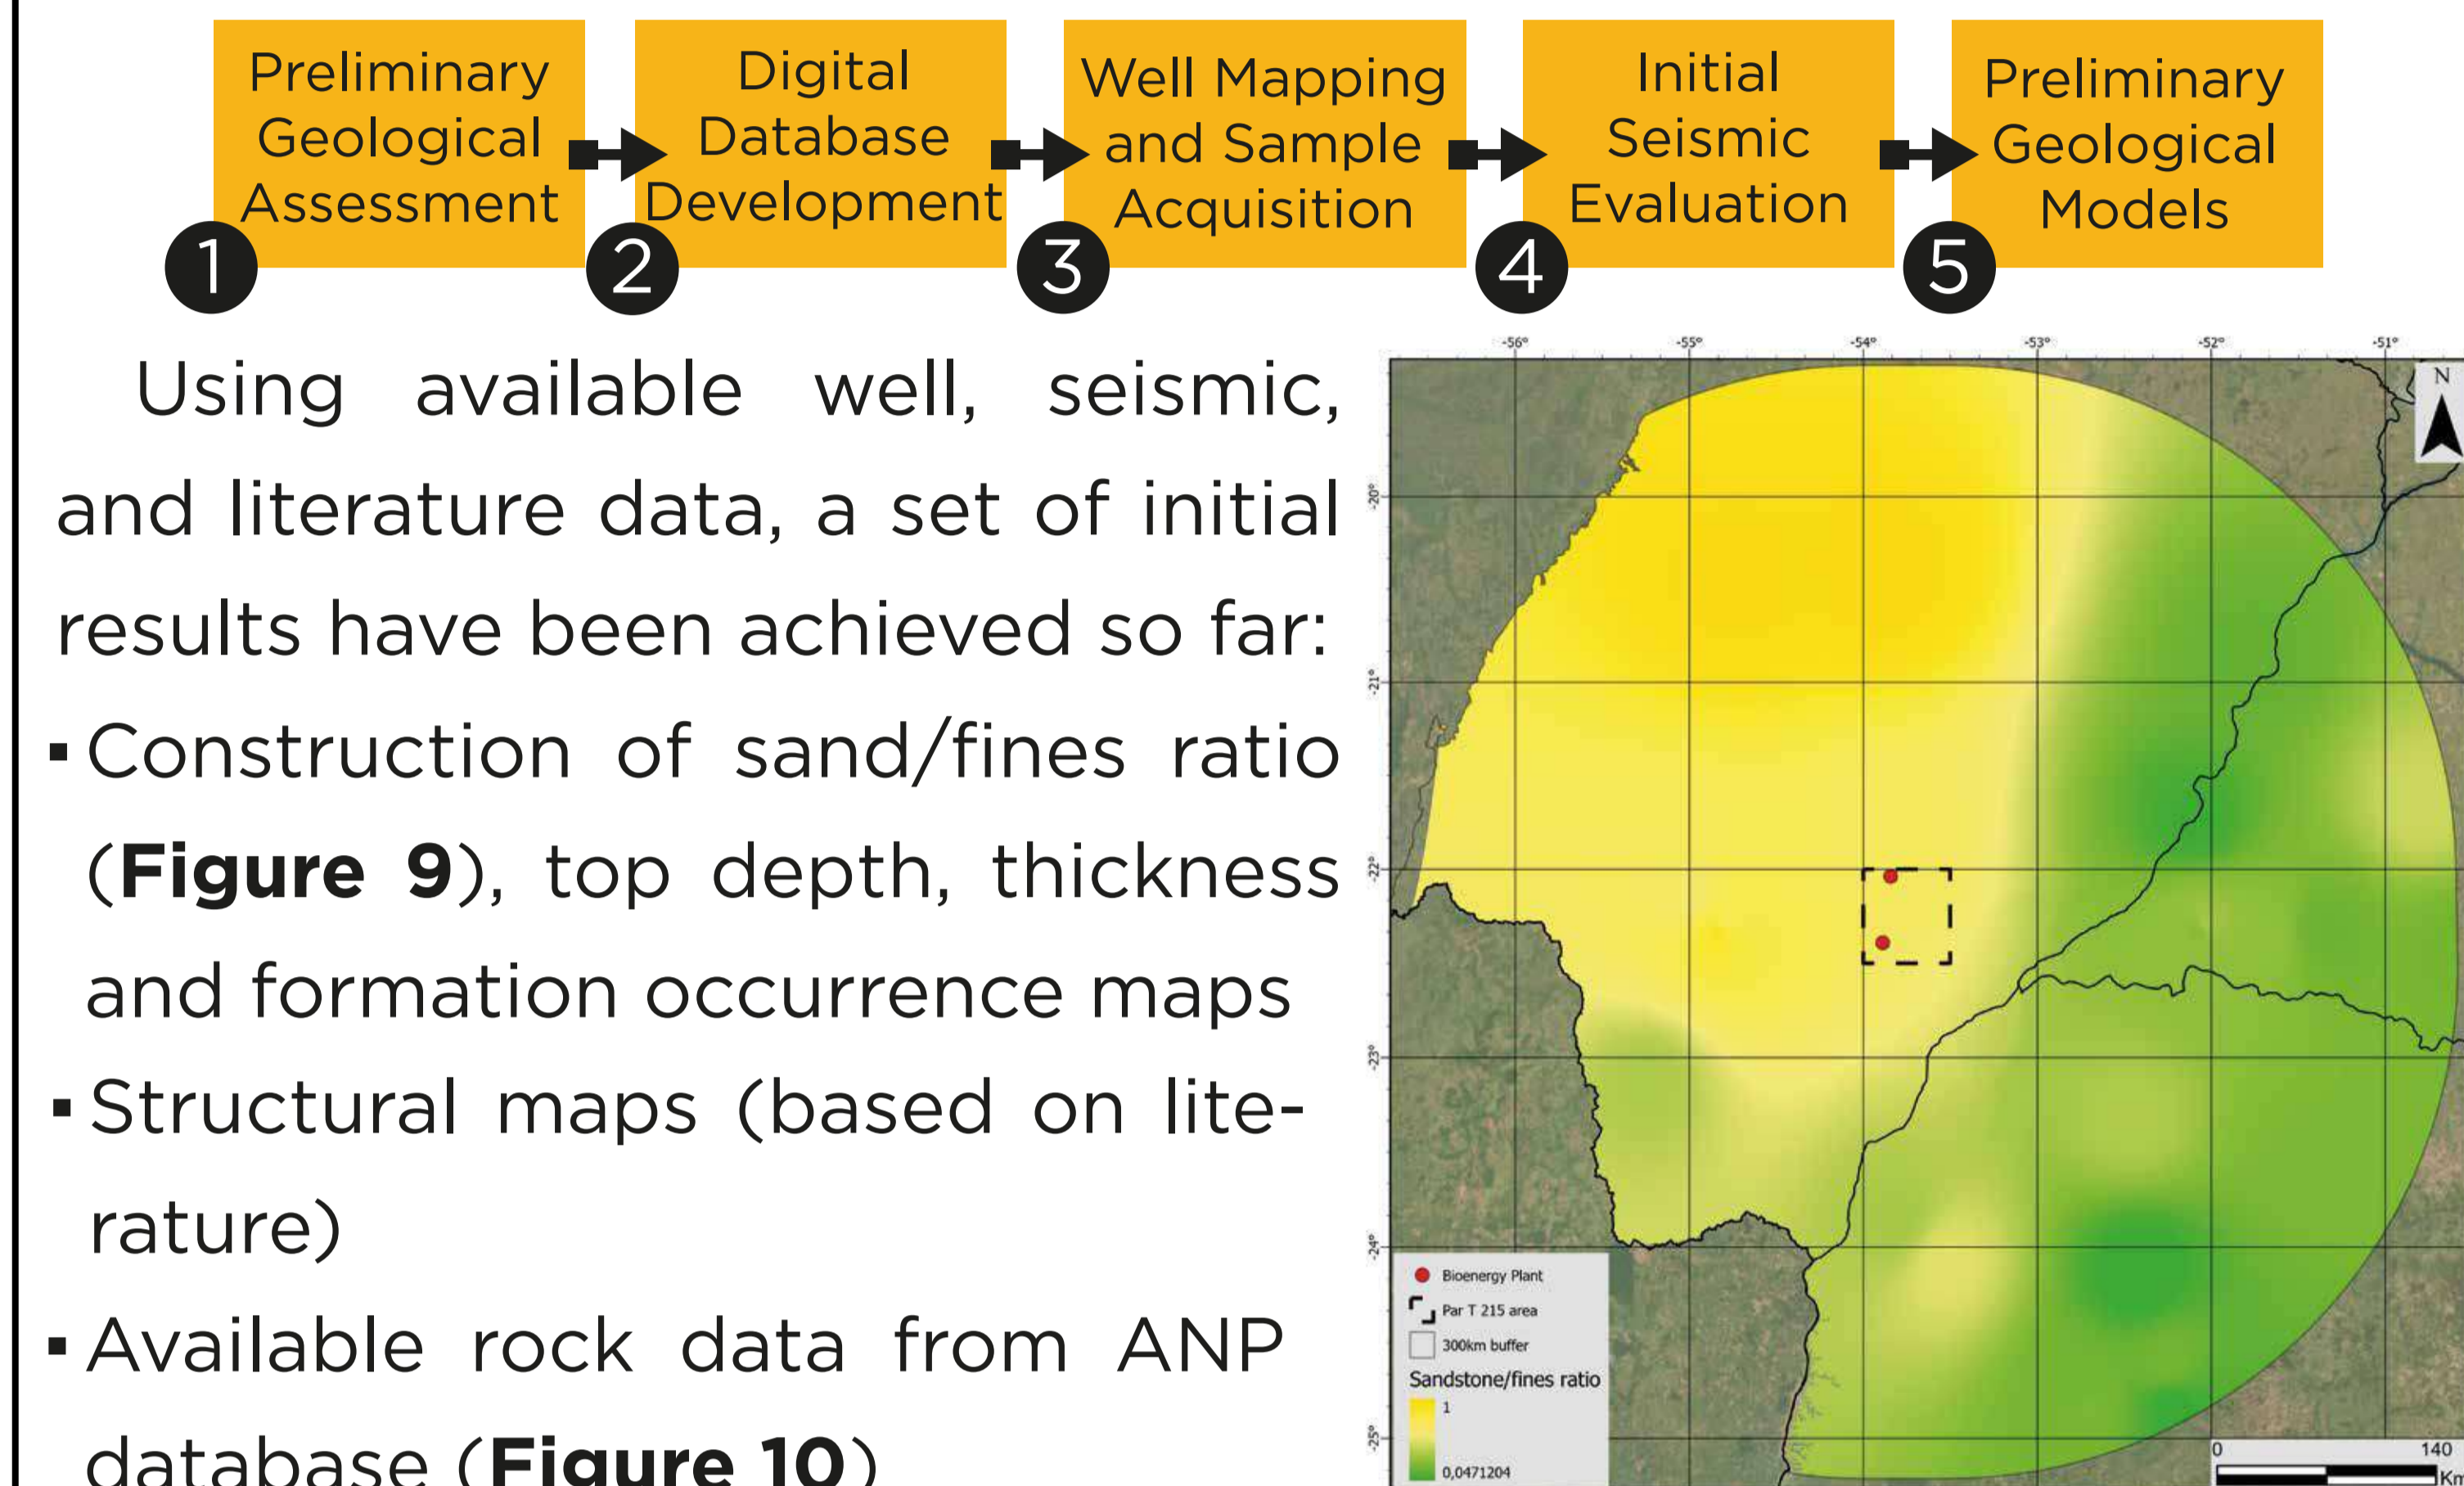 Preliminary
Geological
Assessment
1
Digital
Database
Development
2
Well Mapping
and Sample
Acquisition
3
Initial
Seismic
Evaluation
4
Preliminary
Geological
Models
5
Using available well, seismic,
and literature data, a set of initial
results have been achieved so far:
▪ Construction of sand/fines ratio
(Figure 9), top depth, thickness
and formation occurrence maps
▪ Structural maps (based on lite-
rature)
▪ Available rock data from ANP
database (Figure 10)
-56° -55° -54° -53° -52° -51°
N
-20°
-21°
-22°
-23°
-24°
-25°
Bioenergy Plant
Par T 215 area
300km buffer
Sandstone/fines ratio
1
0,0471204
0 140
Km